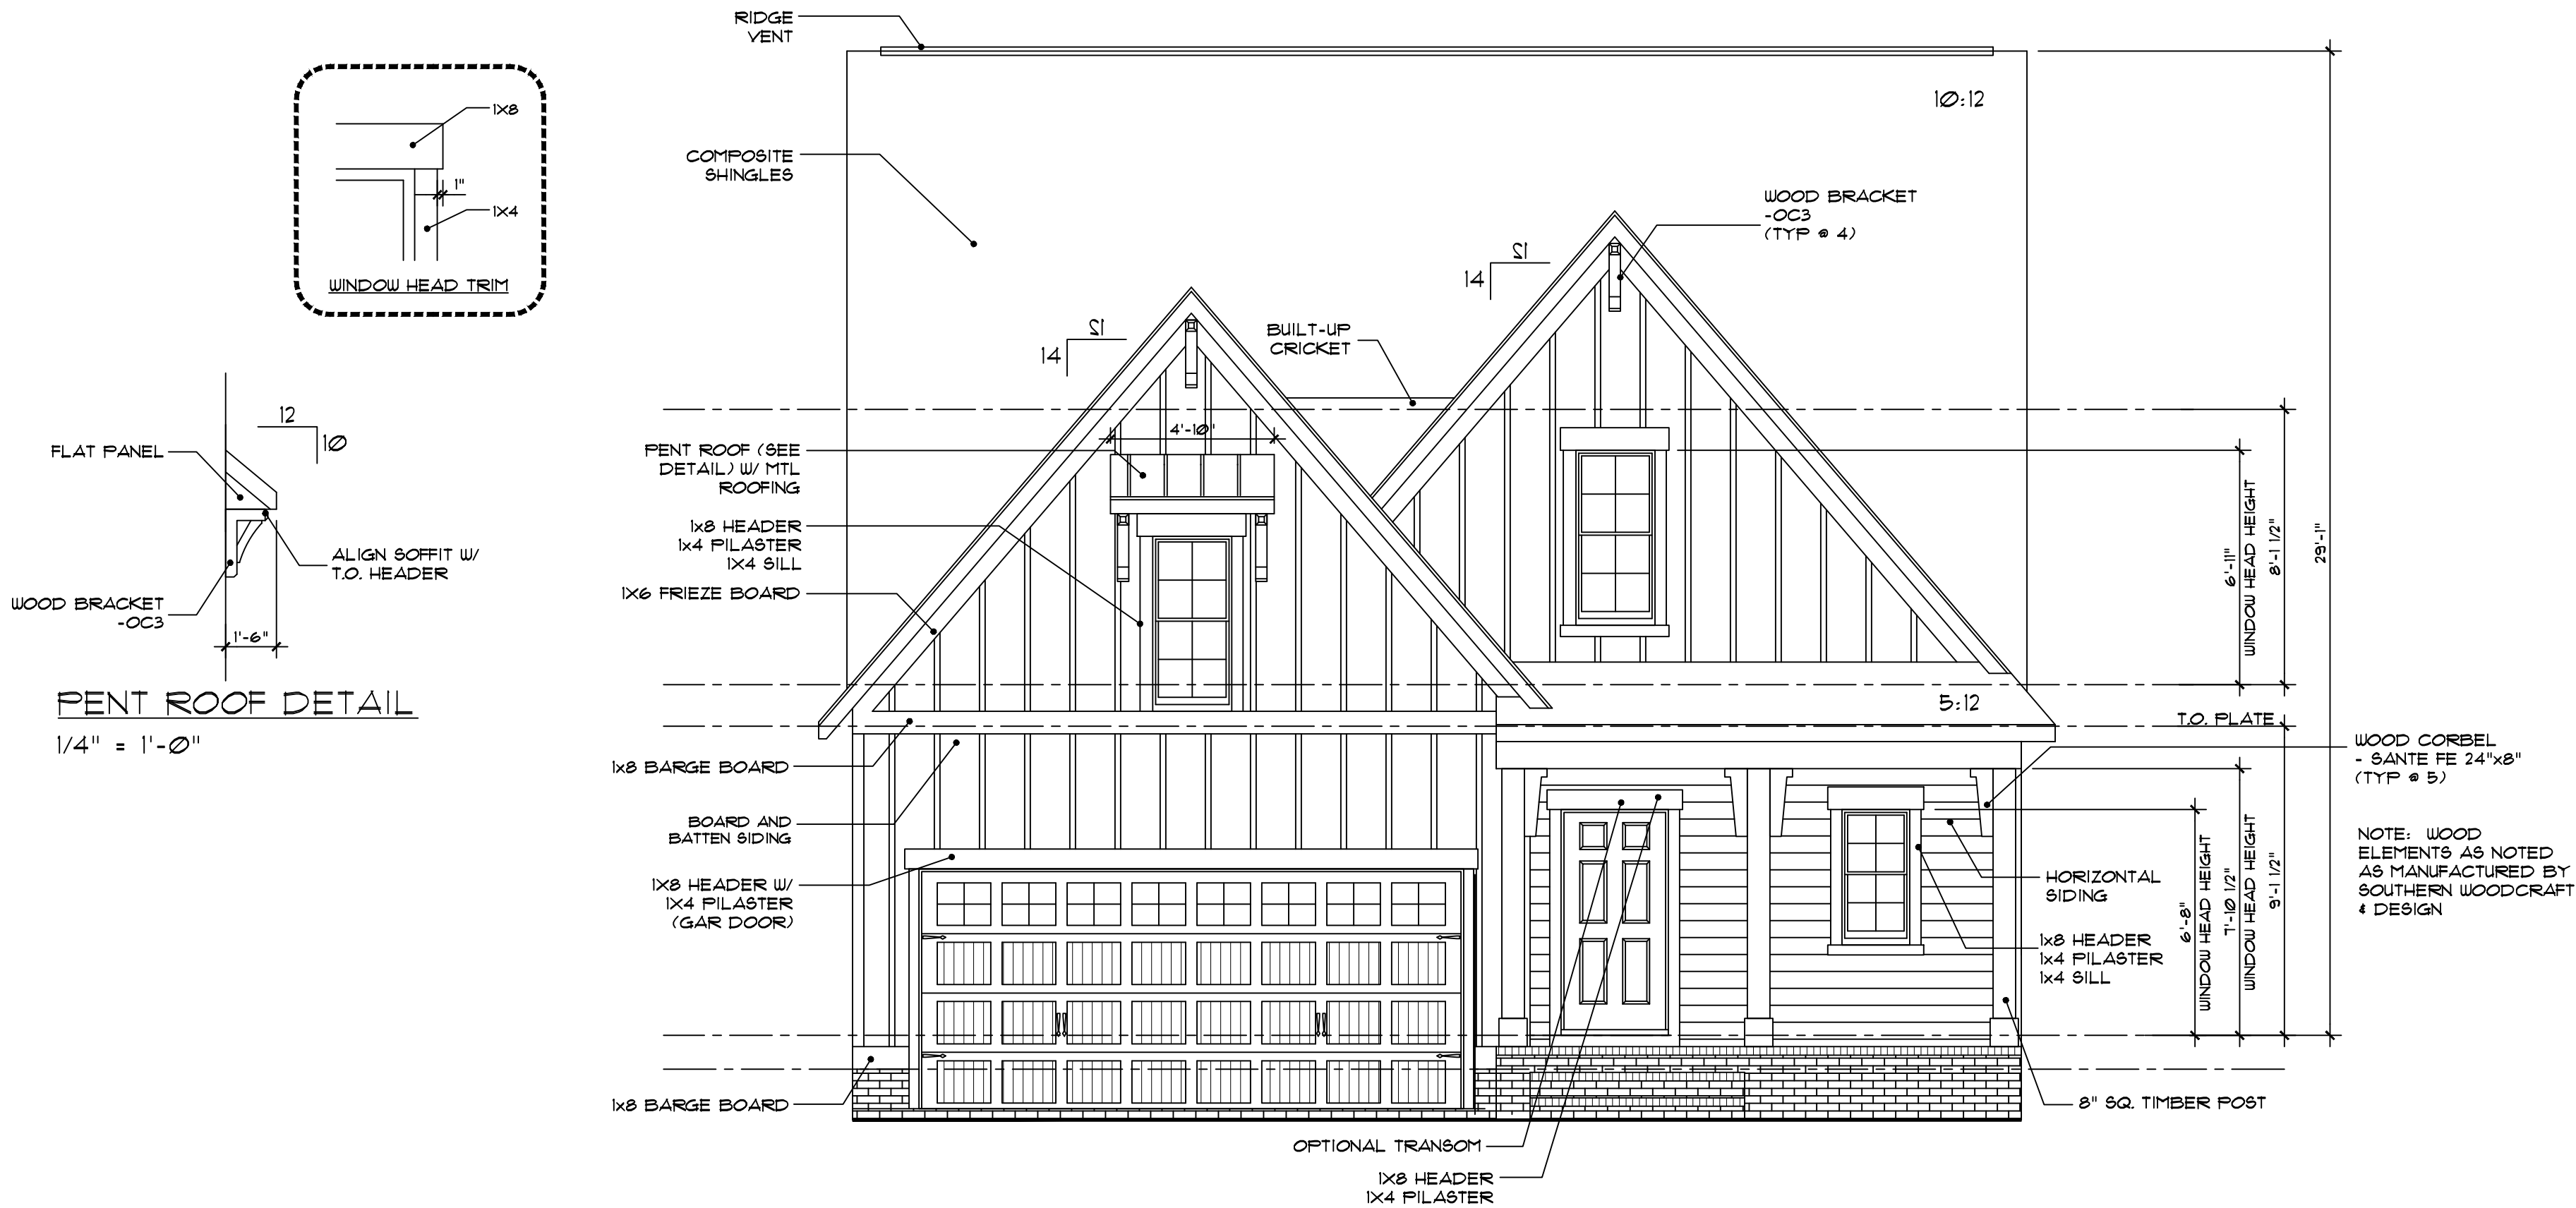 RIDGE
VENT
10:12
1X8
1"
1X4
WINDOW HEAD TRIM
COMPOSITE
SHINGLES
WOOD BRACKET
-OC3
(TYP @ 4)
12
14
12
14
BUILT-UP
CRICKET
12
10
FLAT PANEL
ALIGN SOFFIT W/
T.O. HEADER
WOOD BRACKET
-OC3
1'-6"
PENT ROOF DETAIL
1/4" = 1'-0"
4'-10"
PENT ROOF (SEE
DETAIL) W/ MTL
ROOFING
1x8 HEADER
1x4 PILASTER
1X4 SILL
1X6 FRIEZE BOARD
1x8 BARGE BOARD
BOARD AND
BATTEN SIDING
1X8 HEADER W/
1X4 PILASTER
(GAR DOOR)
1x8 BARGE BOARD
OPTIONAL TRANSOM
1X8 HEADER
1X4 PILASTER
5:12
6'-11"
WINDOW HEAD HEIGHT
8'-1 1/2"
29'-1"
T.O. PLATE
WOOD CORBEL
- SANTE FE 24"x8"
(TYP @ 5)
NOTE: WOOD
ELEMENTS AS NOTED
AS MANUFACTURED BY
SOUTHERN WOODCRAFT
& DESIGN
HORIZONTAL
SIDING
1x8 HEADER
1x4 PILASTER
1x4 SILL
6'-8"
WINDOW HEAD HEIGHT
7'-10 1/2"
WINDOW HEAD HEIGHT
9'-1 1/2"
8" SQ. TIMBER POST